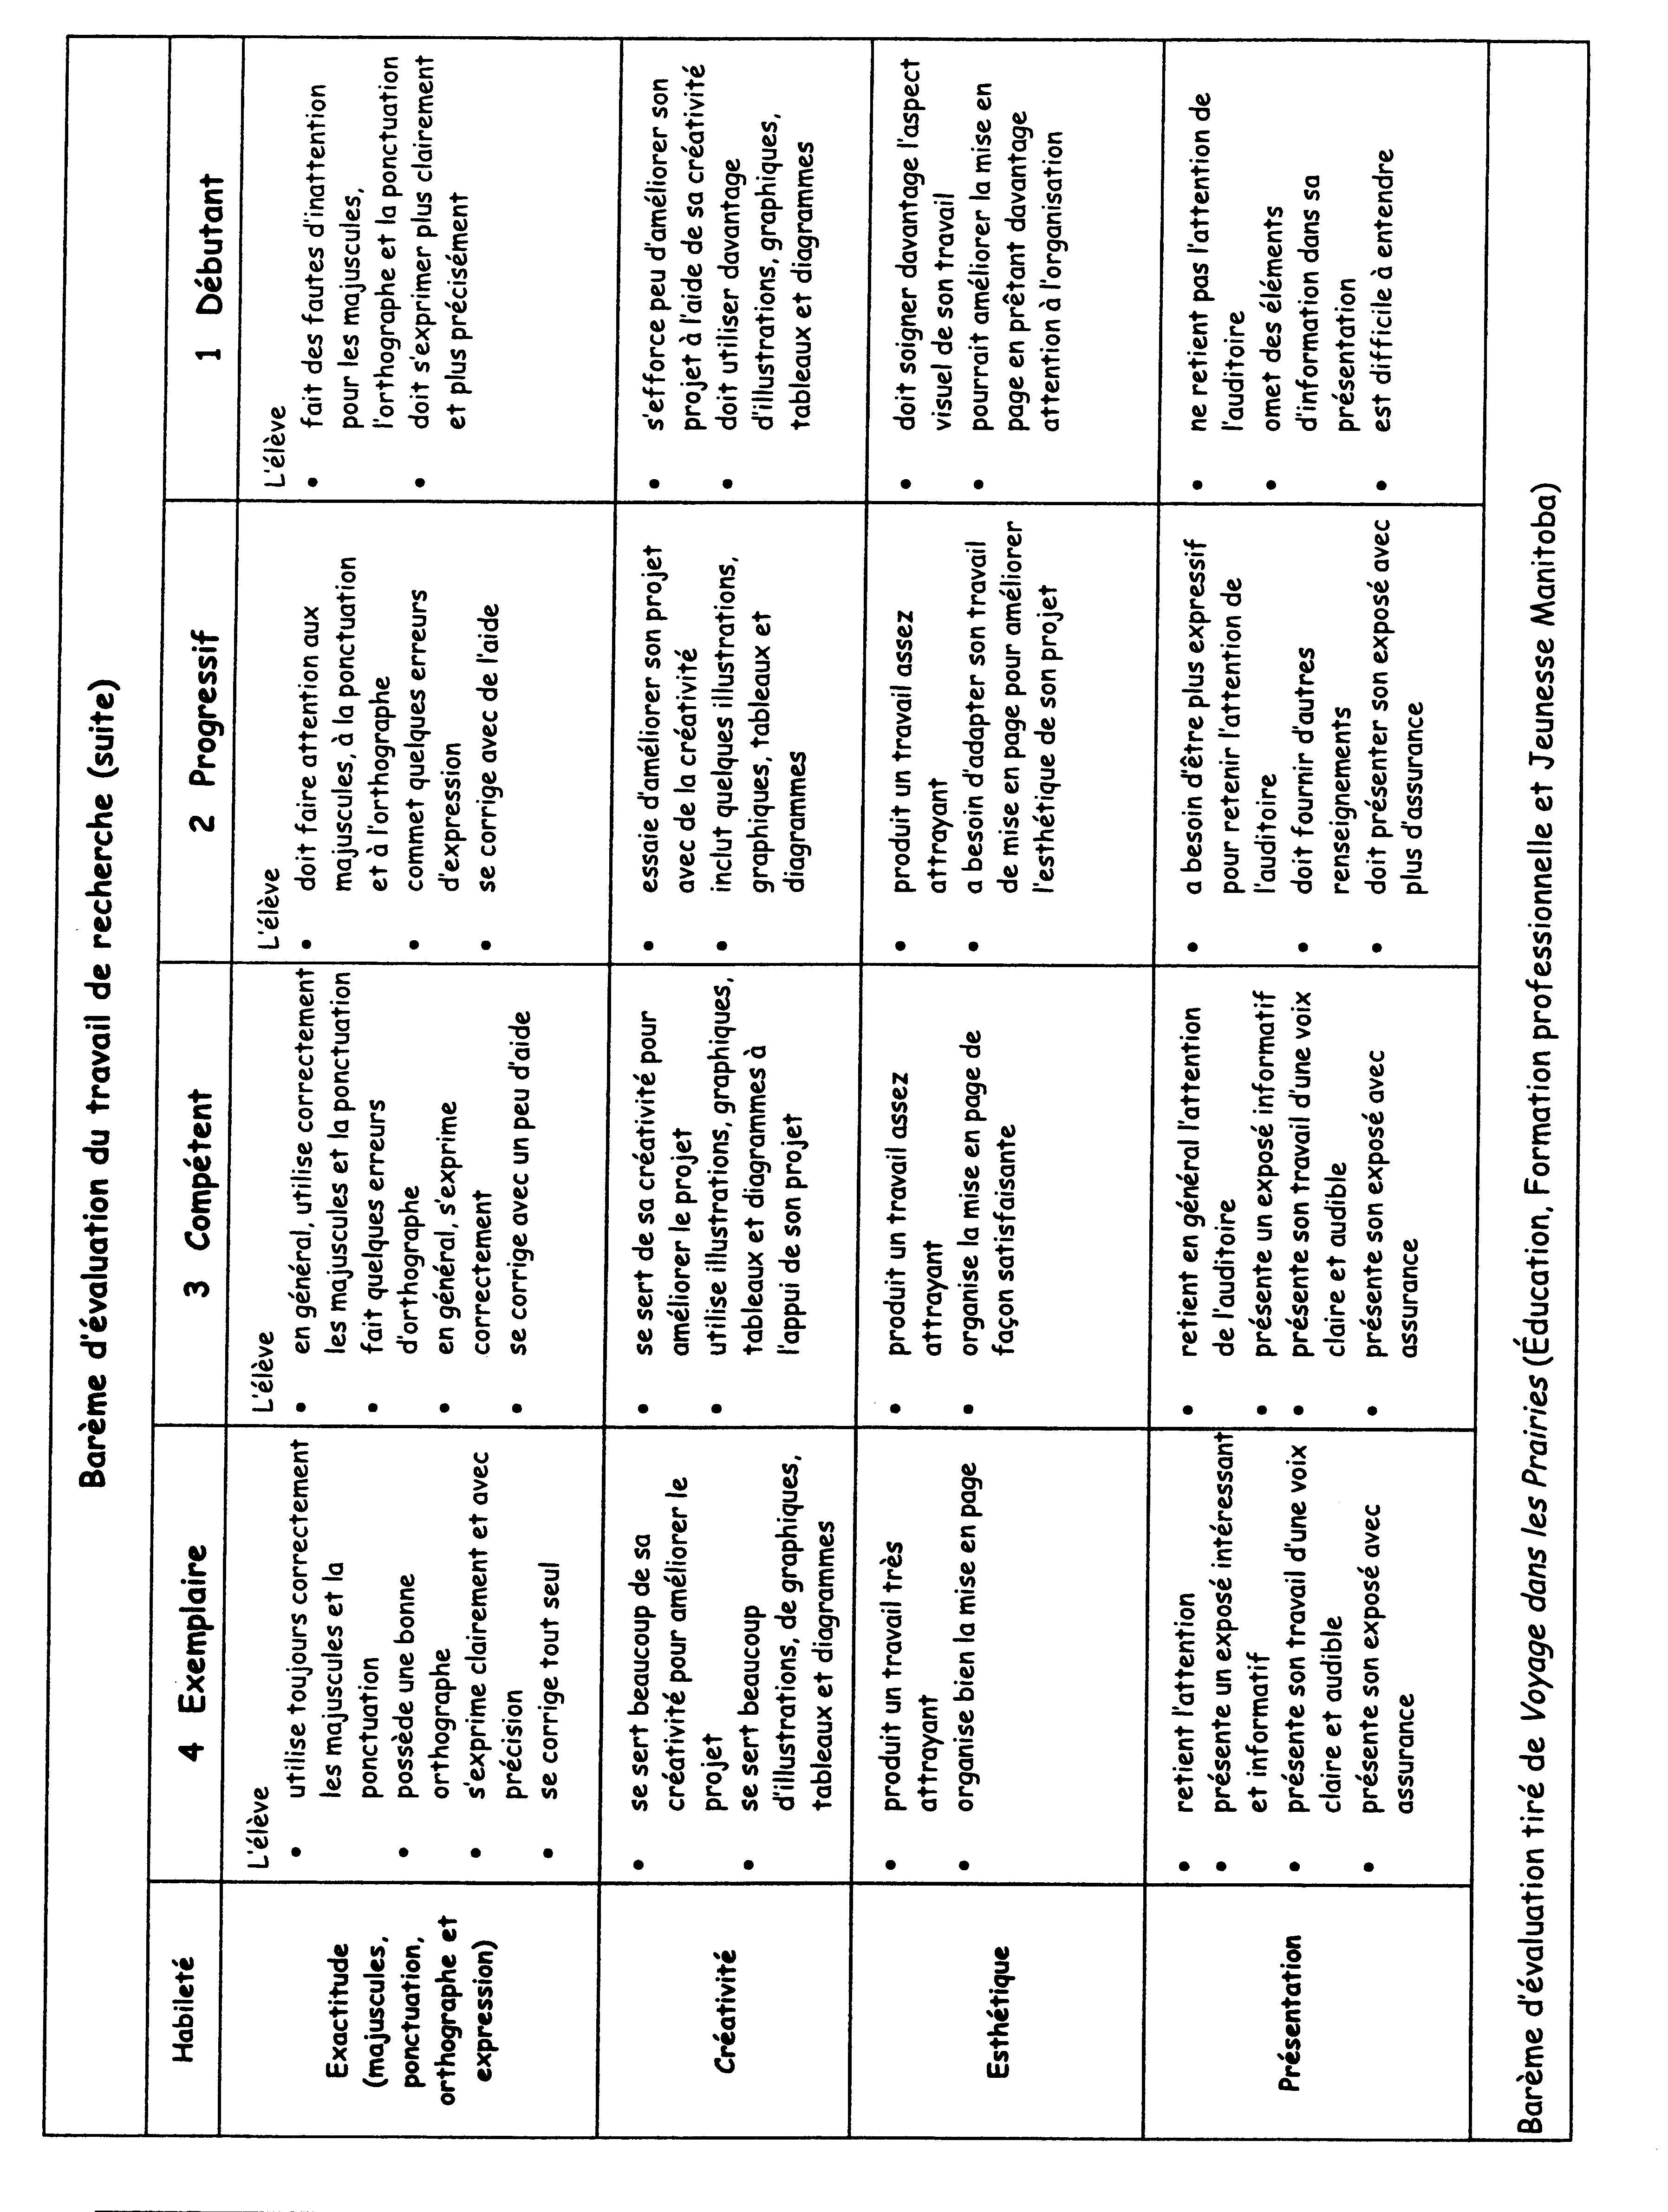 Barème d'évaluation du travail de recherche (suite)
Habileté
4 Exemplaire
3 Compétent
2 Progressif
1 Débutant
Exactitude
(majuscules,
ponctuation,
orthographe et
expression)
L'élève
• utilise toujours correctement
les majuscules et la
ponctuation
• possède une bonne
orthographe
• s'exprime clairement et avec
précision
• se corrige tout seul
L'élève
• en général, utilise correctement
les majuscules et la ponctuation
• fait quelques erreurs
d'orthographe
• en général, s'exprime
correctement
• se corrige avec un peu d'aide
L'élève
• doit faire attention aux
majuscules, à la ponctuation
et à l'orthographe
• commet quelques erreurs
d'expression
• se corrige avec de l'aide
L'élève
• fait des fautes d'inattention
pour les majuscules,
l'orthographe et la ponctuation
• doit s'exprimer plus clairement
et plus précisément
Créativité
• se sert beaucoup de sa
créativité pour améliorer le
projet
• se sert beaucoup
d'illustrations, de graphiques,
tableaux et diagrammes
• se sert de sa créativité pour
améliorer le projet
• utilise illustrations, graphiques,
tableaux et diagrammes à
l'appui de son projet
• essaie d'améliorer son projet
avec de la créativité
• inclut quelques illustrations,
graphiques, tableaux et
diagrammes
• s'efforce peu d'améliorer son
projet à l'aide de sa créativité
• doit utiliser davantage
d'illustrations, graphiques,
tableaux et diagrammes
Esthétique
• produit un travail très
attrayant
• organise bien la mise en page
• produit un travail assez
attrayant
• organise la mise en page de
façon satisfaisante
• produit un travail assez
attrayant
• a besoin d'adapter son travail
de mise en page pour améliorer
l'esthétique de son projet
• doit soigner davantage l'aspect
visuel de son travail
• pourrait améliorer la mise en
page en prêtant davantage
attention à l'organisation
Présentation
• retient l'attention
• présente un exposé intéressant
et informatif
• présente son travail d'une voix
claire et audible
• présente son exposé avec
assurance
• retient en général l'attention
de l'auditoire
• présente un exposé informatif
• présente son travail d'une voix
claire et audible
• présente son exposé avec
assurance
• a besoin d'être plus expressif
pour retenir l'attention de
l'auditoire
• doit fournir d'autres
renseignements
• doit présenter son exposé avec
plus d'assurance
• ne retient pas l'attention de
l'auditoire
• omet des éléments
d'information dans sa
présentation
• est difficile à entendre
Barème d'évaluation tiré de Voyage dans les Prairies (Éducation, Formation professionnelle et Jeunesse Manitoba)